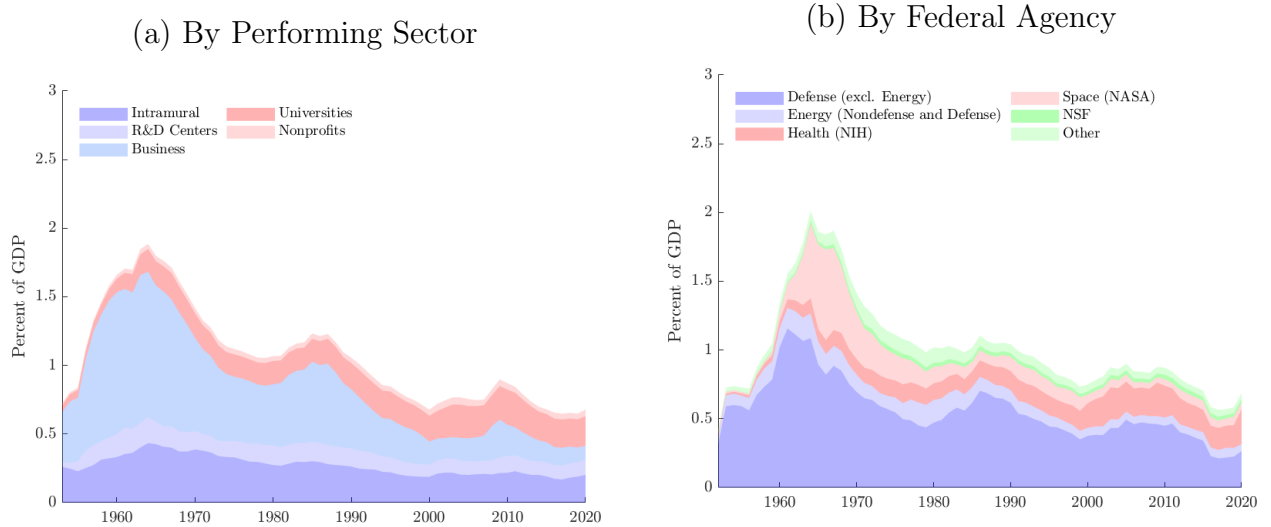 (a) By Performing Sector
3
2.5
2
1.5
1
0.5
0
Percent of GDP
Intramural
R&D Centers
Business
Universities
Nonprofits
1960 1970 1980 1990 2000 2010 2020
(b) By Federal Agency
3
2.5
2
1.5
1
0.5
0
Percent of GDP
Defense (excl. Energy)
Energy (Nondefense and Defense)
Health (NIH)
Space (NASA)
NSF
Other
1960 1970 1980 1990 2000 2010 2020